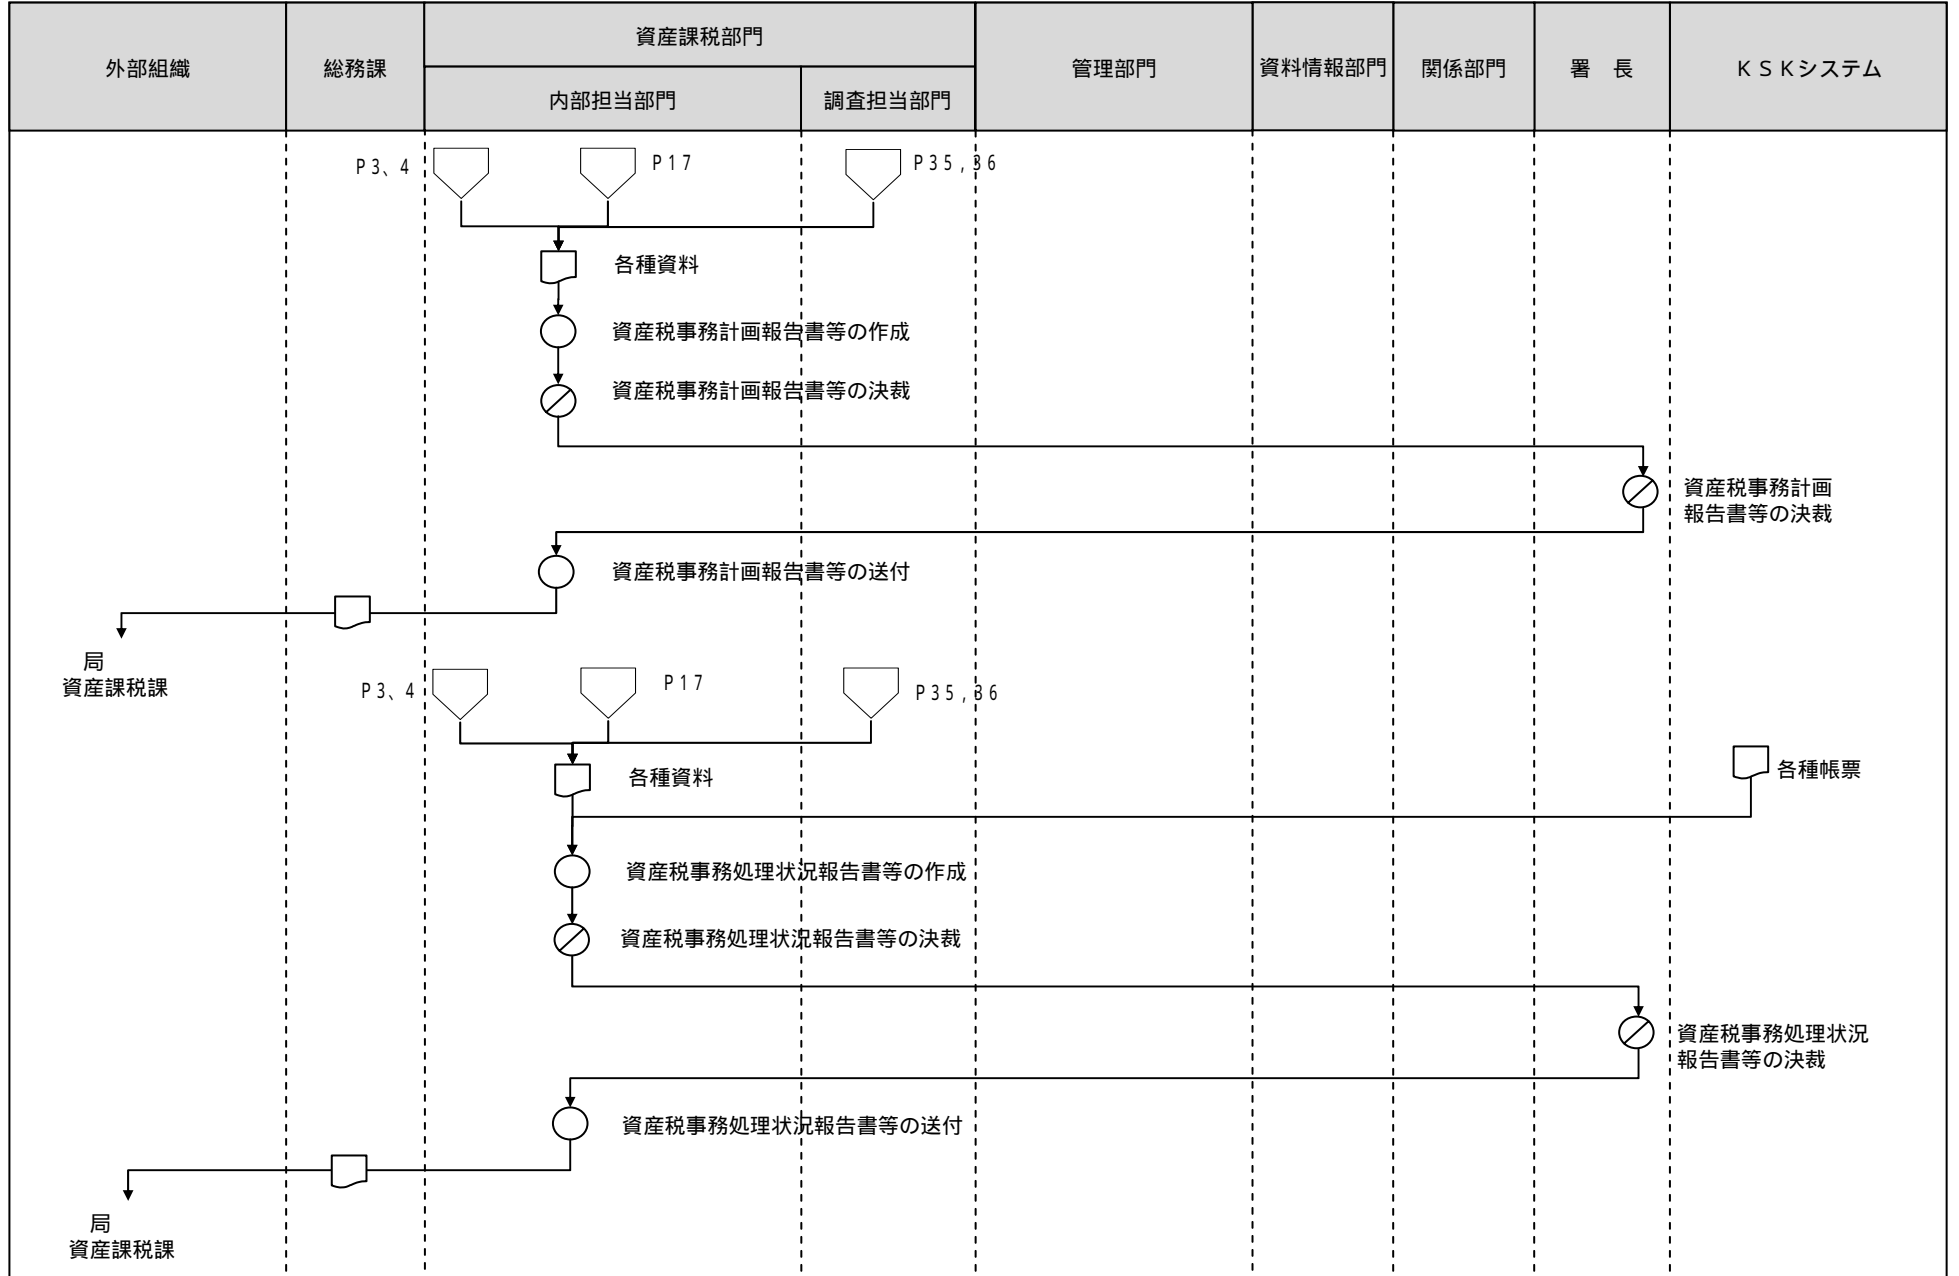 外部組織
総務課
資産課税部門
内部担当部門
調査担当部門
管理部門
資料情報部門
関係部門
署　長
ＫＳＫシステム
Ｐ３、４
Ｐ１７
Ｐ３５，３６
各種資料
資産税事務計画報告書等の作成
資産税事務計画報告書等の決裁
資産税事務計画
報告書等の決裁
資産税事務計画報告書等の送付
局
資産課税課
Ｐ３、４
Ｐ１７
Ｐ３５，３６
各種資料
各種帳票
資産税事務処理状況報告書等の作成
資産税事務処理状況報告書等の決裁
資産税事務処理状況
報告書等の決裁
資産税事務処理状況報告書等の送付
局
資産課税課